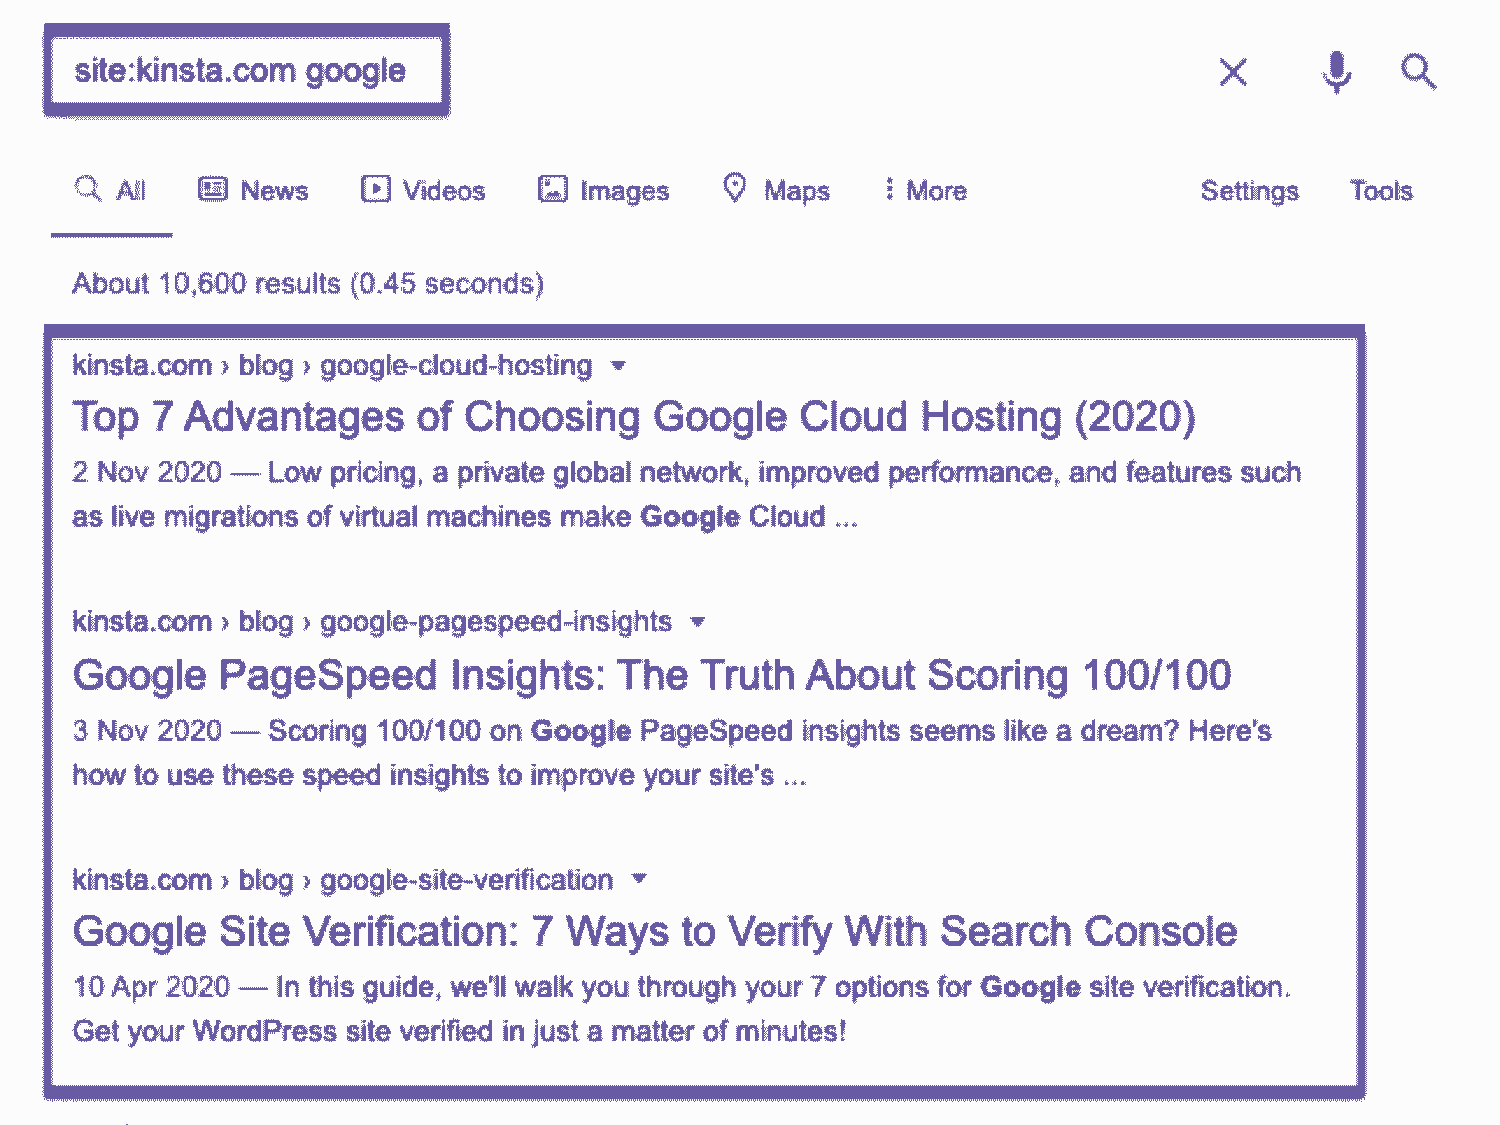 site:kinsta.com google
All News Videos Images Maps More Settings Tools
About 10,600 results (0.45 seconds)
kinsta.com › blog › google-cloud-hosting
Top 7 Advantages of Choosing Google Cloud Hosting (2020)
2 Nov 2020 — Low pricing, a private global network, improved performance, and features such
as live migrations of virtual machines make Google Cloud ...
kinsta.com › blog › google-pagespeed-insights
Google PageSpeed Insights: The Truth About Scoring 100/100
3 Nov 2020 — Scoring 100/100 on Google PageSpeed insights seems like a dream? Here's
how to use these speed insights to improve your site's ...
kinsta.com › blog › google-site-verification
Google Site Verification: 7 Ways to Verify With Search Console
10 Apr 2020 — In this guide, we'll walk you through your 7 options for Google site verification.
Get your WordPress site verified in just a matter of minutes!